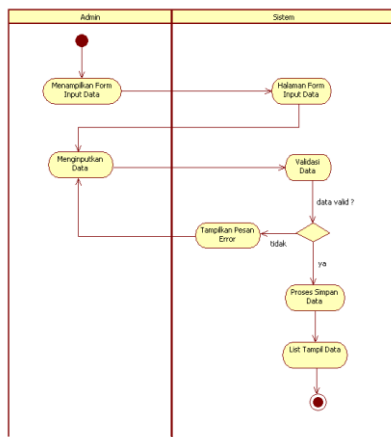 Admin
Sistem
Menampilkan Form
Input Data
Halaman Form
Input Data
Menginputkan
Data
Validasi
Data
data valid ?
Tampilkan Pesan
Error
tidak
ya
Proses Simpan
Data
List Tampil Data